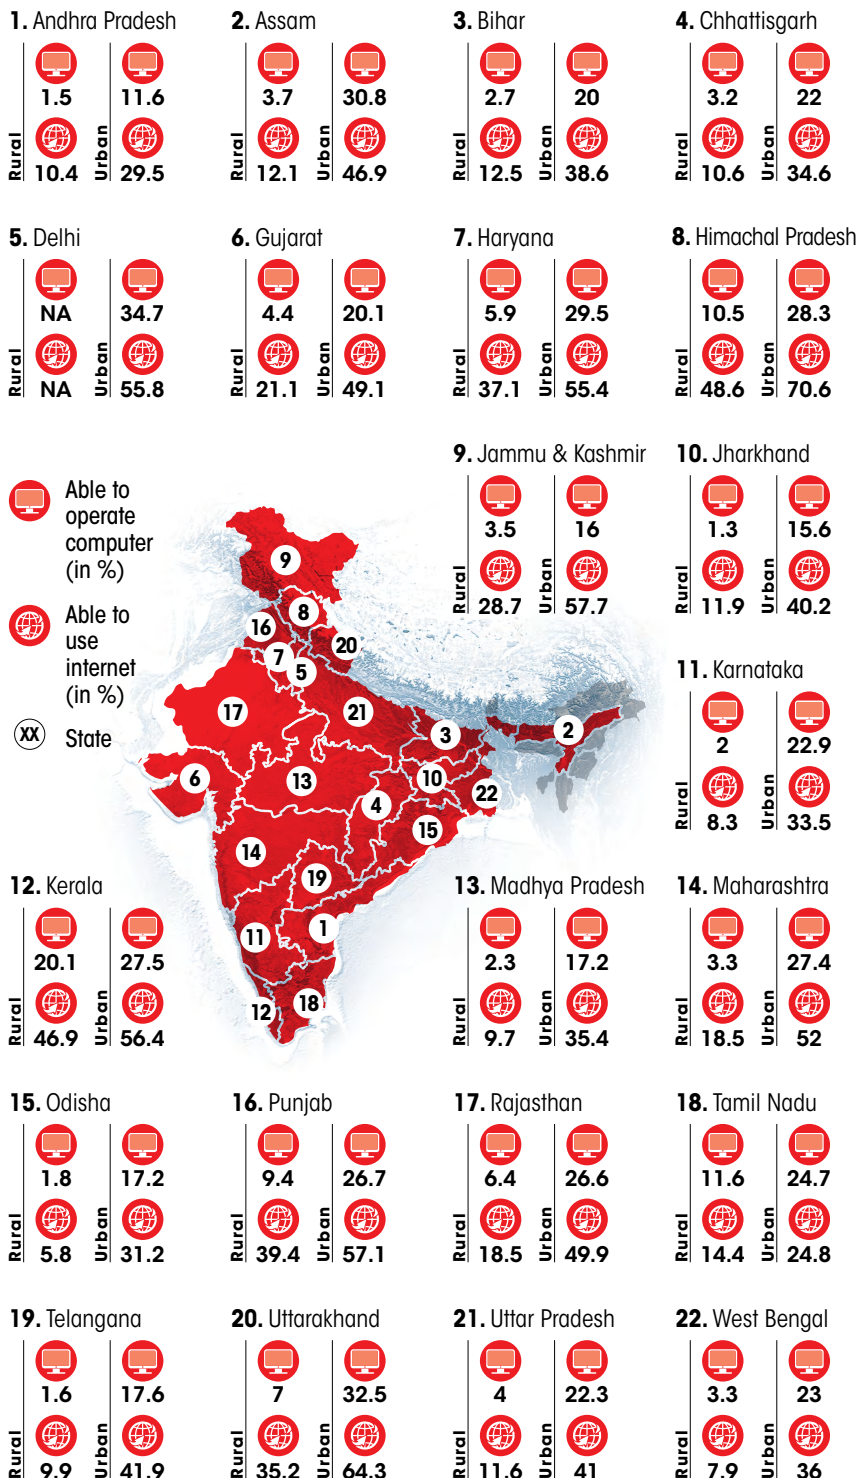 1. Andhra Pradesh
Rural
1.5
10.4
Urban
11.6
29.5
2. Assam
Rural
3.7
12.1
Urban
30.8
46.9
3. Bihar
Rural
2.7
12.5
Urban
20
38.6
4. Chhattisgarh
Rural
3.2
10.6
Urban
22
34.6
5. Delhi
Rural
NA
NA
Urban
34.7
55.8
6. Gujarat
Rural
4.4
21.1
Urban
20.1
49.1
7. Haryana
Rural
5.9
37.1
Urban
29.5
55.4
8. Himachal Pradesh
Rural
10.5
48.6
Urban
28.3
70.6
9. Jammu & Kashmir
Rural
3.5
28.7
Urban
16
57.7
10. Jharkhand
Rural
1.3
11.9
Urban
15.6
40.2
Able to
operate
computer
(in %)
Able to
use
internet
(in %)
XX State
9
8
16
20
7
5
17
21
3
2
6
13
10
4
22
15
14
19
11
1
12
18
11. Karnataka
Rural
2
8.3
Urban
22.9
33.5
12. Kerala
Rural
20.1
46.9
Urban
27.5
56.4
13. Madhya Pradesh
Rural
2.3
9.7
Urban
17.2
35.4
14. Maharashtra
Rural
3.3
18.5
Urban
27.4
52
15. Odisha
Rural
1.8
5.8
Urban
17.2
31.2
16. Punjab
Rural
9.4
39.4
Urban
26.7
57.1
17. Rajasthan
Rural
6.4
18.5
Urban
26.6
49.9
18. Tamil Nadu
Rural
11.6
14.4
Urban
24.7
24.8
19. Telangana
Rural
1.6
9.9
Urban
17.6
41.9
20. Uttarakhand
Rural
7
35.2
Urban
32.5
64.3
21. Uttar Pradesh
Rural
4
11.6
Urban
22.3
41
22. West Bengal
Rural
3.3
7.9
Urban
23
36